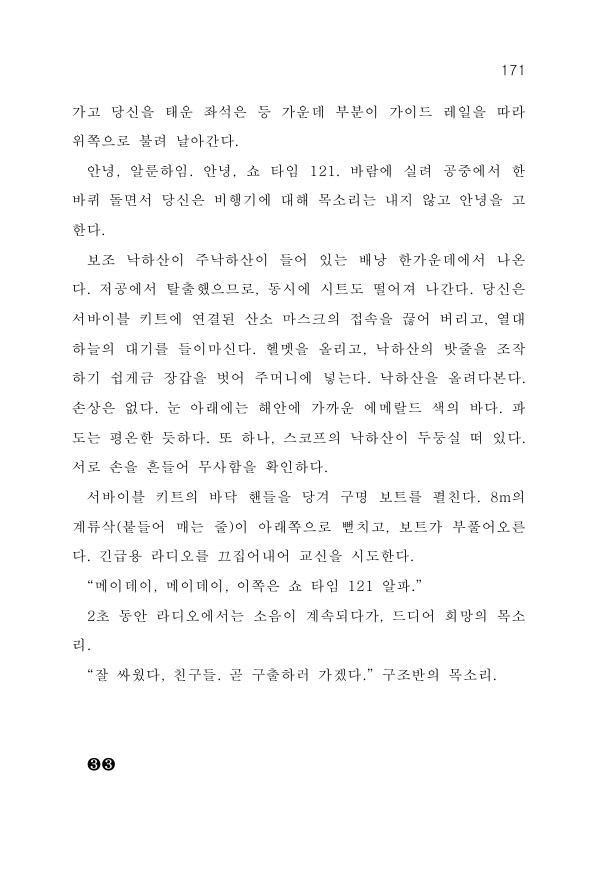 171
가고 당신을 태운 좌석은 등 가운데 부분이 가이드 레일을 따라
위쪽으로 불려 날아간다.
안녕, 알룬하임. 안녕, 쇼 타임 121. 바람에 실려 공중에서 한
바퀴 돌면서 당신은 비행기에 대해 목소리는 내지 않고 안녕을 고
한다.
보조 낙하산이 주낙하산이 들어 있는 배낭 한가운데에서 나온
다. 저공에서 탈출했으므로, 동시에 시트도 떨어져 나간다. 당신은
서바이블 키트에 연결된 산소 마스크의 접속을 끊어 버리고, 열대
하늘의 대기를 들이마신다. 헬멧을 올리고, 낙하산의 밧줄을 조작
하기 쉽게금 장갑을 벗어 주머니에 넣는다. 낙하산을 올려다본다.
손상은 없다. 눈 아래에는 해안에 가까운 에메랄드 색의 바다. 파
도는 평온한 듯하다. 또 하나, 스코프의 낙하산이 두둥실 떠 있다.
서로 손을 흔들어 무사함을 확인하다.
서바이블 키트의 바닥 핸들을 당겨 구명 보트를 펼친다. 8m의
계류삭(붙들어 매는 줄)이 아래쪽으로 뻗치고, 보트가 부풀어오른
다. 긴급용 라디오를 끄집어내어 교신을 시도한다.
“메이데이, 메이데이, 이쪽은 쇼 타임 121 알파.”
2초 동안 라디오에서는 소음이 계속되다가, 드디어 희망의 목소
리.
“잘 싸웠다, 친구들. 곧 구출하러 가겠다.” 구조반의 목소리.
❸❸